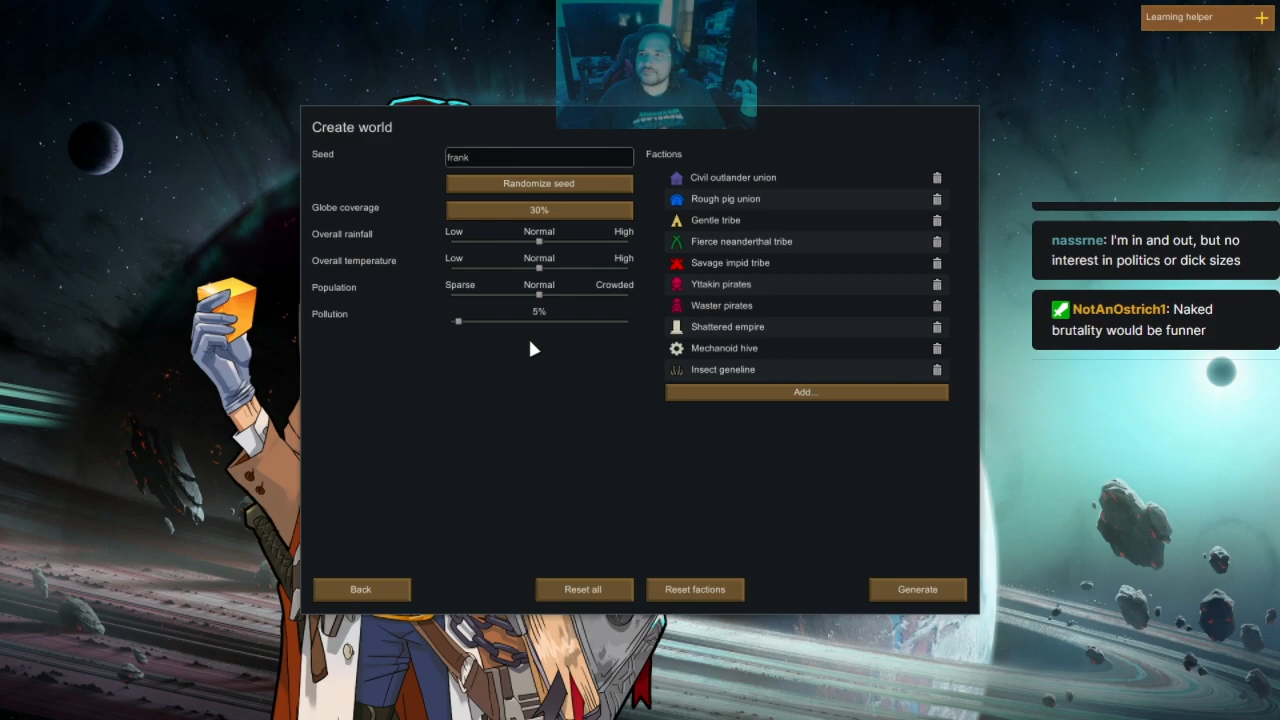 Learning helper
Create world
Seed
frank
Randomize seed
Globe coverage
30%
Overall rainfall
Low Normal High
Overall temperature
Low Normal High
Population
Sparse Normal Crowded
Pollution
5%
Factions
Civil outlander union
Rough pig union
Gentle tribe
Fierce neanderthal tribe
Savage impid tribe
Yttakin pirates
Waster pirates
Shattered empire
Mechanoid hive
Insect geneline
Add...
Back
Reset all
Reset factions
Generate
nassrne: I'm in and out, but no
interest in politics or dick sizes
NotAnOstrich1: Naked
brutality would be funner